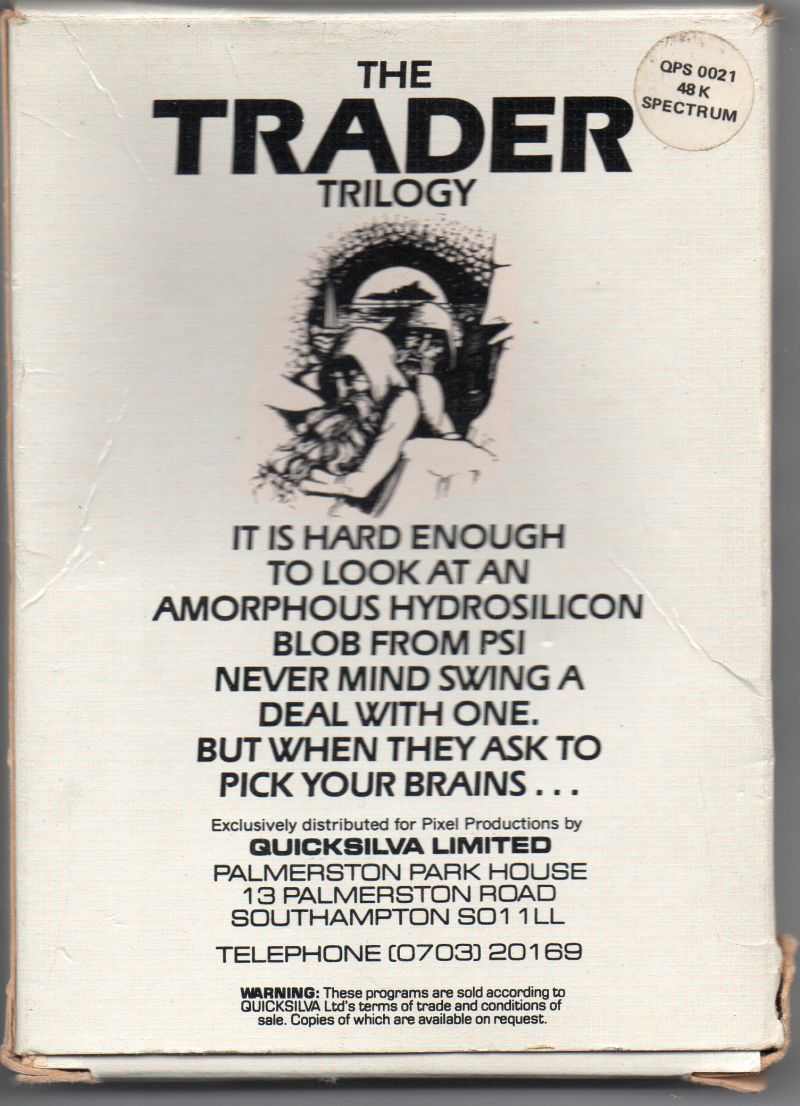 THE
TRADER
TRILOGY
QPS 0021
48 K
SPECTRUM
IT IS HARD ENOUGH
TO LOOK AT AN
AMORPHOUS HYDROSILICON
BLOB FROM PSI
NEVER MIND SWING A
DEAL WITH ONE.
BUT WHEN THEY ASK TO
PICK YOUR BRAINS . . .
Exclusively distributed for Pixel Productions by
QUICKSILVA LIMITED
PALMERSTON PARK HOUSE
13 PALMERSTON ROAD
SOUTHAMPTON SO1 1LL
TELEPHONE (0703) 20169
WARNING: These programs are sold according to
QUICKSILVA Ltd's terms of trade and conditions of
sale. Copies of which are available on request.